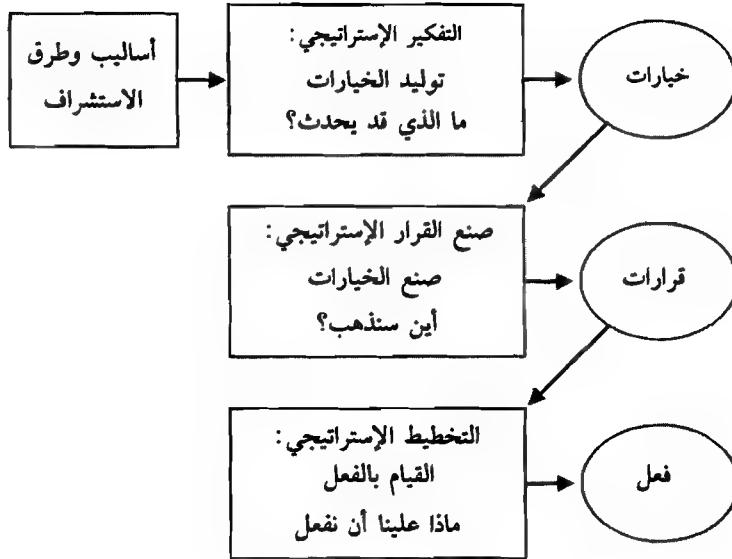 أساليب وطرق
الاستشراف
التفكير الإستراتيجي:
توليد الخيارات
ما الذي قد يحدث؟
خيارات
صنع القرار الإستراتيجي:
صنع الخيارات
أين سنذهب؟
قرارات
التخطيط الإستراتيجي:
القيام بالفعل
ماذا علينا أن نفعل
فعل